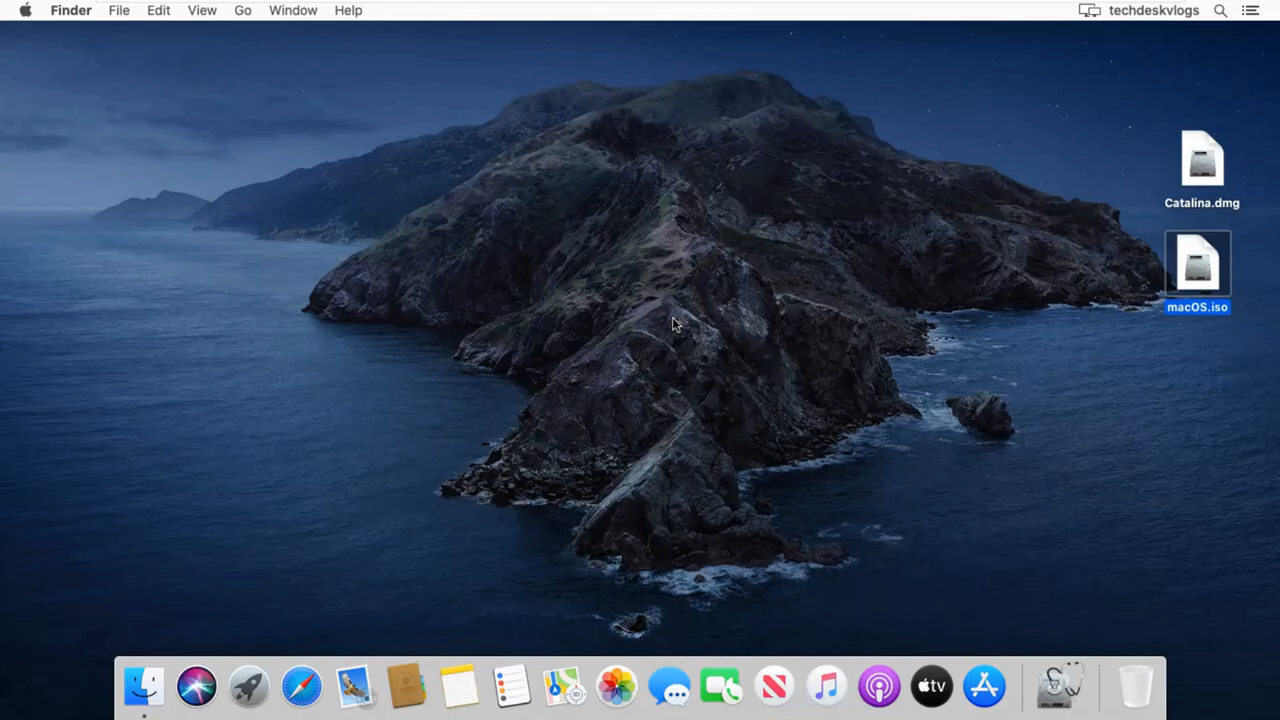 Finder File Edit View Go Window Help techdeskvlogs
Catalina.dmg
macOS.iso
tv